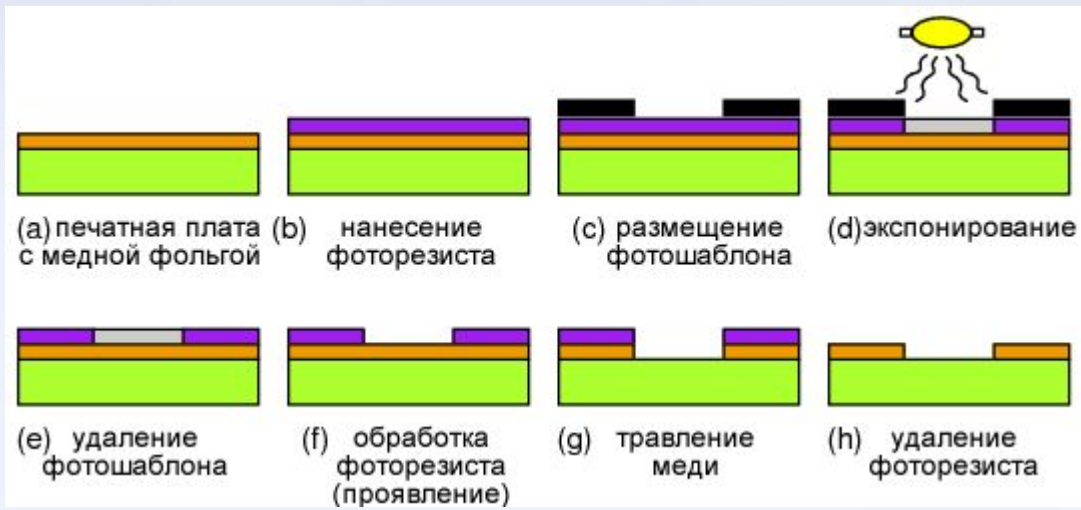 (a) печатная плата
с медной фольгой
(b) нанесение
фоторезиста
(c) размещение
фотошаблона
(d) экспонирование
(e) удаление
фотошаблона
(f) обработка
фоторезиста
(проявление)
(g) травление
меди
(h) удаление
фоторезиста